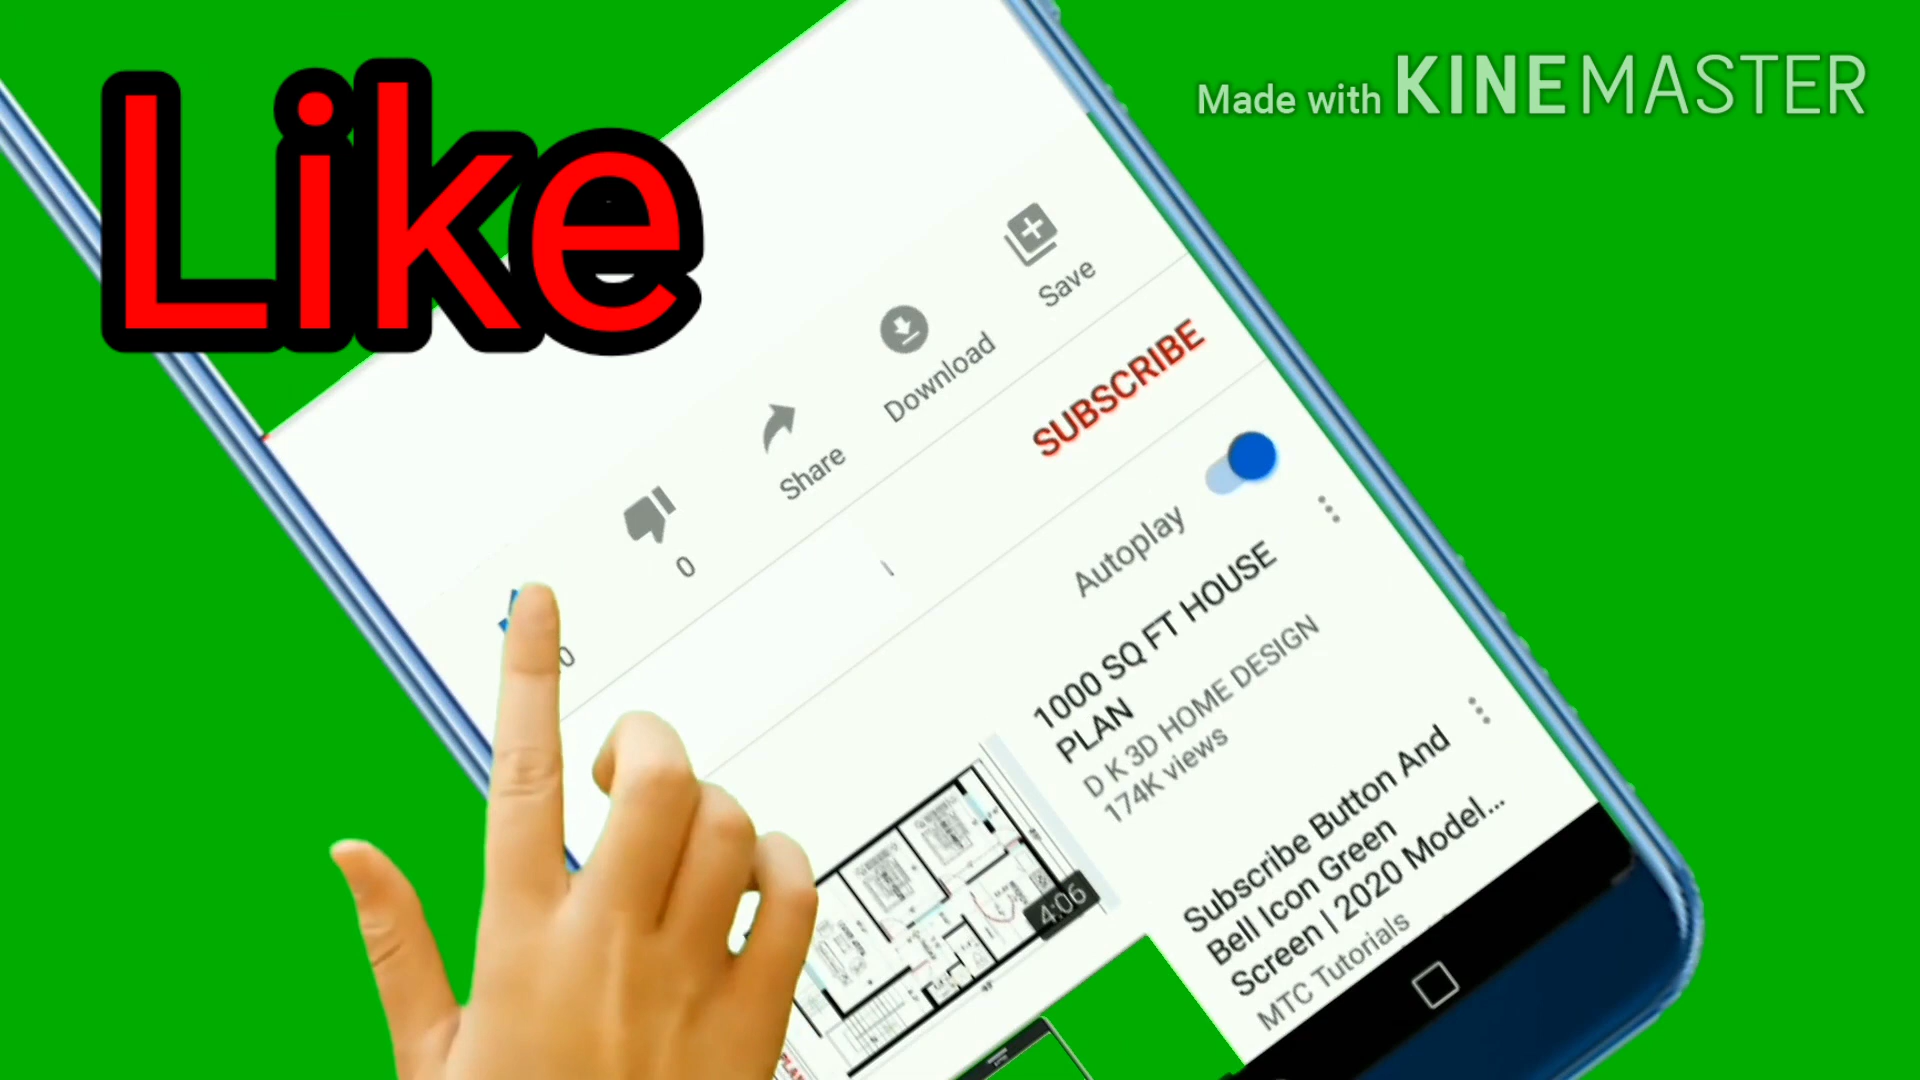 Like
Made with KINEMASTER
Save
Download
Share
0
0
SUBSCRIBE
Autoplay
1000 SQ FT HOUSE
PLAN
D K 3D HOME DESIGN
174K views
4:06
Subscribe Button And
Bell Icon Green
Screen | 2020 Model...
MTC Tutorials